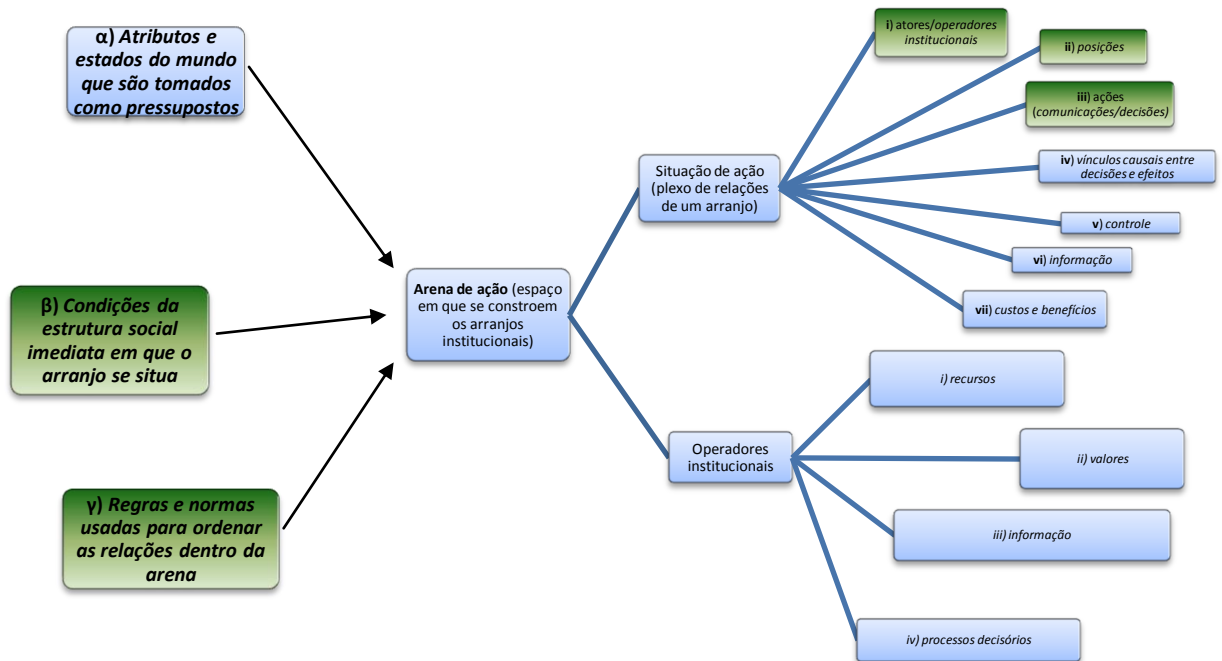 α) Atributos e
estados do mundo
que são tomados
como pressupostos
β) Condições da
estrutura social
imediata em que o
arranjo se situa
γ) Regras e normas
usadas para ordenar
as relações dentro da
arena
Arena de ação (espaço
em que se constroem
os arranjos
institucionais)
Situação de ação
(plexo de relações
de um arranjo)
i) atores/operadores
institucionais
ii) posições
iii) ações
(comunicações/decisões)
iv) vínculos causais entre
decisões e efeitos
v) controle
vi) informação
vii) custos e benefícios
Operadores
institucionais
i) recursos
ii) valores
iii) informação
iv) processos decisórios